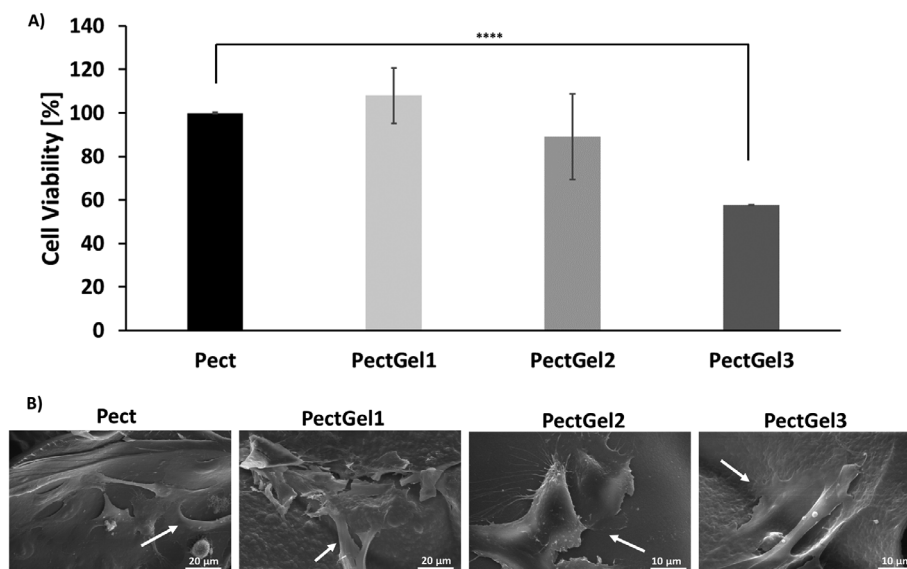 A)
140
120
100
80
60
40
20
0
Cell Viability [%]
****
Pect PectGel1 PectGel2 PectGel3
B)
Pect PectGel1 PectGel2 PectGel3
20 µm 20 µm 10 µm 10 µm